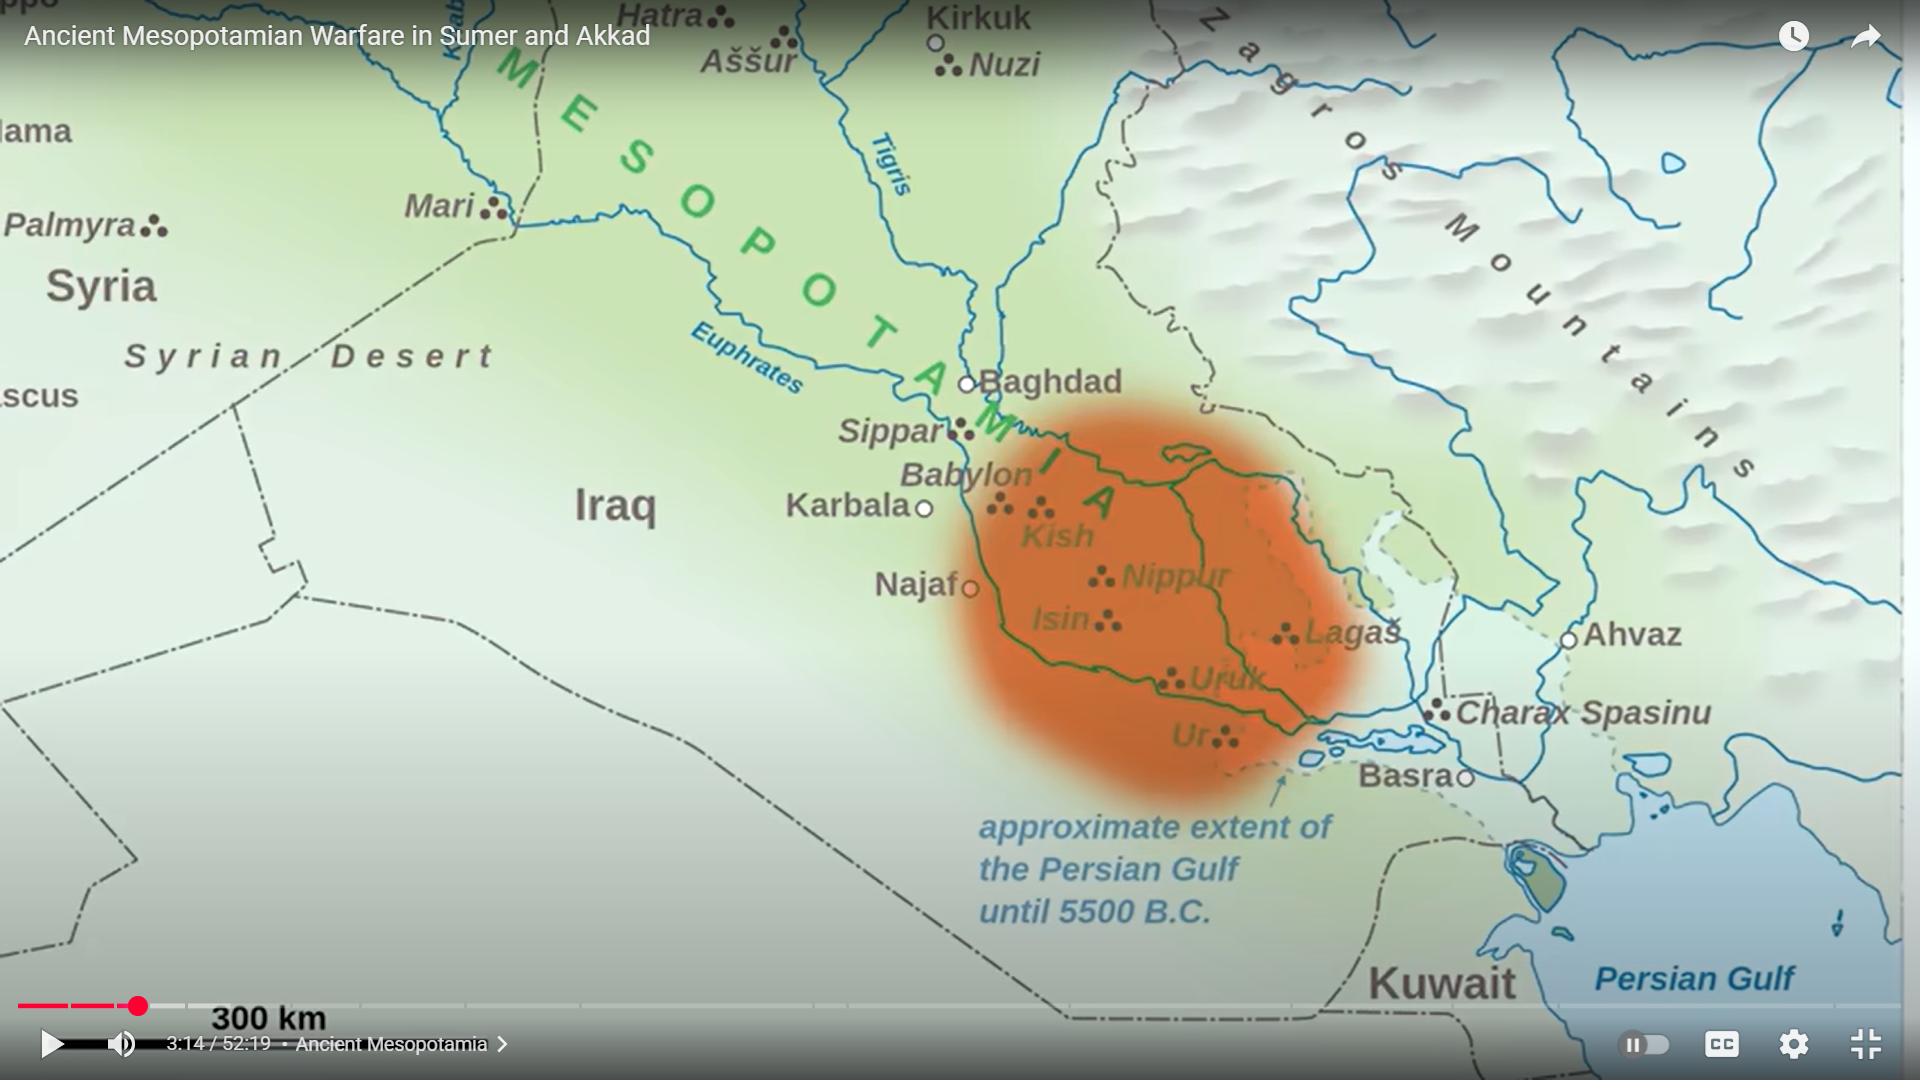 Ancient Mesopotamian Warfare in Sumer and Akkad
Hatra
Kirkuk
Aššur
Nuzi
Zagros Mountains
MESOPOTAMIA
Tigris
Mari
Palmyra
Syria
Syrian Desert
Euphrates
Baghdad
Sippar
Babylon
Iraq
Karbala
Kish
Najaf
Nippur
Isin
Lagaš
Ahvaz
Uruk
Charax Spasinu
Ur
Basra
approximate extent of
the Persian Gulf
until 5500 B.C.
Kuwait
Persian Gulf
300 km
3:14 / 52:19 • Ancient Mesopotamia
CC